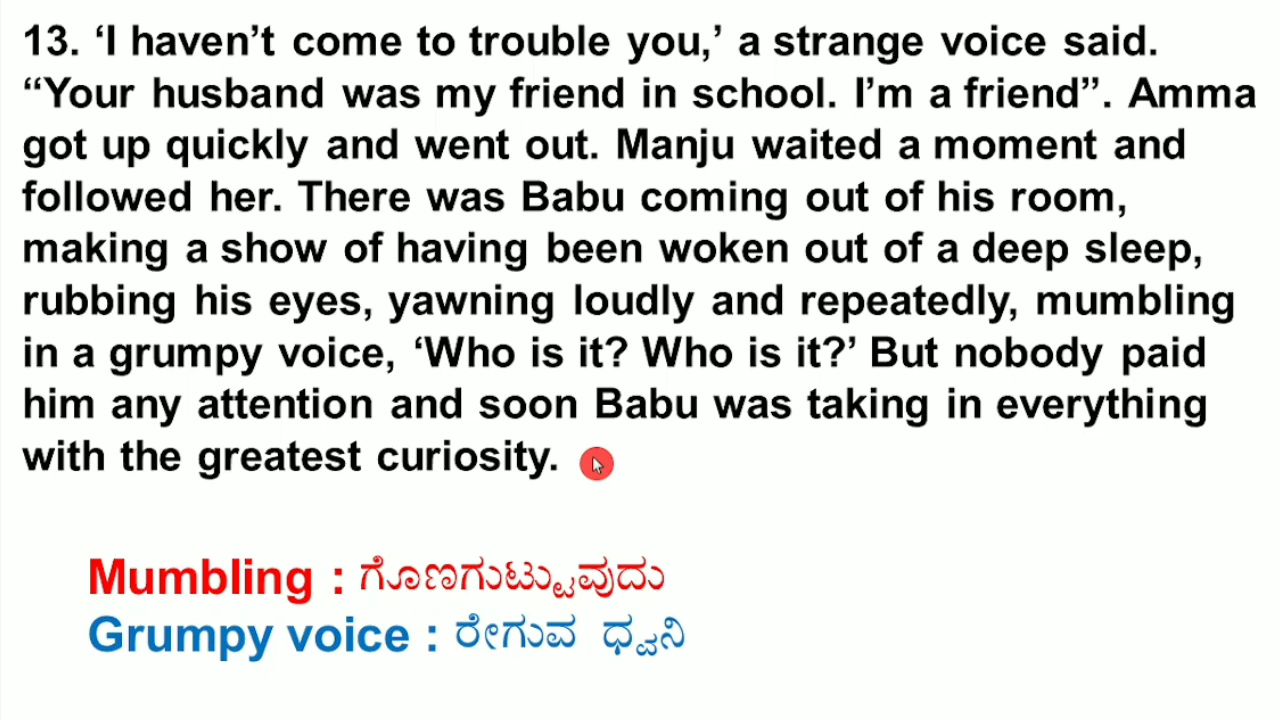 13. ‘I haven’t come to trouble you,’ a strange voice said.
“Your husband was my friend in school. I’m a friend”. Amma
got up quickly and went out. Manju waited a moment and
followed her. There was Babu coming out of his room,
making a show of having been woken out of a deep sleep,
rubbing his eyes, yawning loudly and repeatedly, mumbling
in a grumpy voice, ‘Who is it? Who is it?’ But nobody paid
him any attention and soon Babu was taking in everything
with the greatest curiosity.
Mumbling : ಗೊಣಗುಟ್ಟುವುದು
Grumpy voice : ರೇಗುವ ಧ್ವನಿ